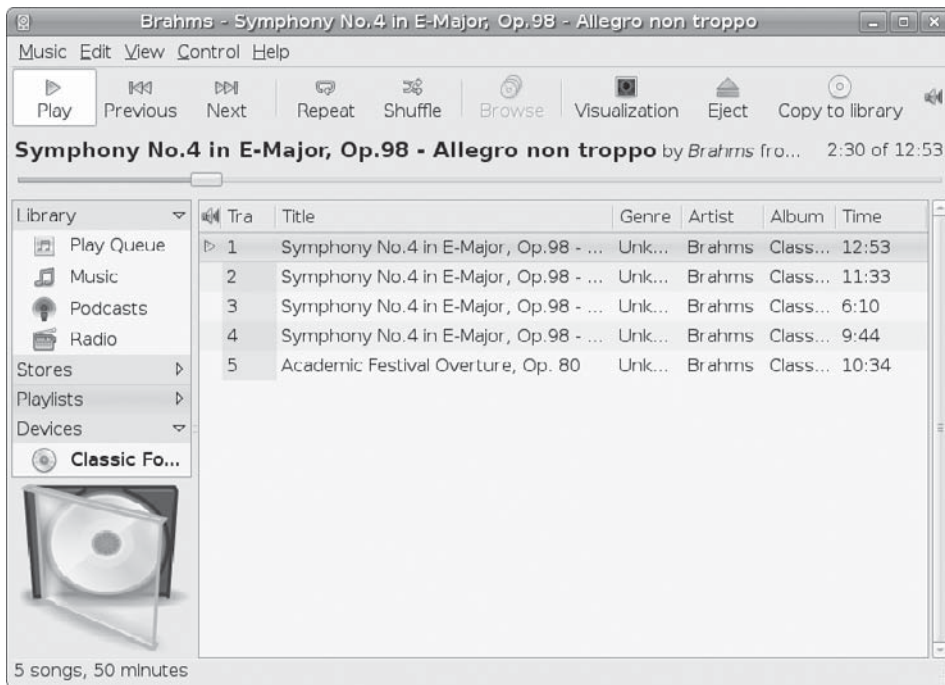 Brahms - Symphony No.4 in E-Major, Op.98 - Allegro non troppo
Music Edit View Control Help
Play Previous Next Repeat Shuffle Browse Visualization Eject Copy to library
Symphony No.4 in E-Major, Op.98 - Allegro non troppo by Brahms fro... 2:30 of 12:53
Library
Play Queue
Music
Podcasts
Radio
Stores
Playlists
Devices
Classic Fo...
Tra Title Genre Artist Album Time
1 Symphony No.4 in E-Major, Op.98 - ... Unk... Brahms Class... 12:53
2 Symphony No.4 in E-Major, Op.98 - ... Unk... Brahms Class... 11:33
3 Symphony No.4 in E-Major, Op.98 - ... Unk... Brahms Class... 6:10
4 Symphony No.4 in E-Major, Op.98 - ... Unk... Brahms Class... 9:44
5 Academic Festival Overture, Op. 80 Unk... Brahms Class... 10:34
5 songs, 50 minutes